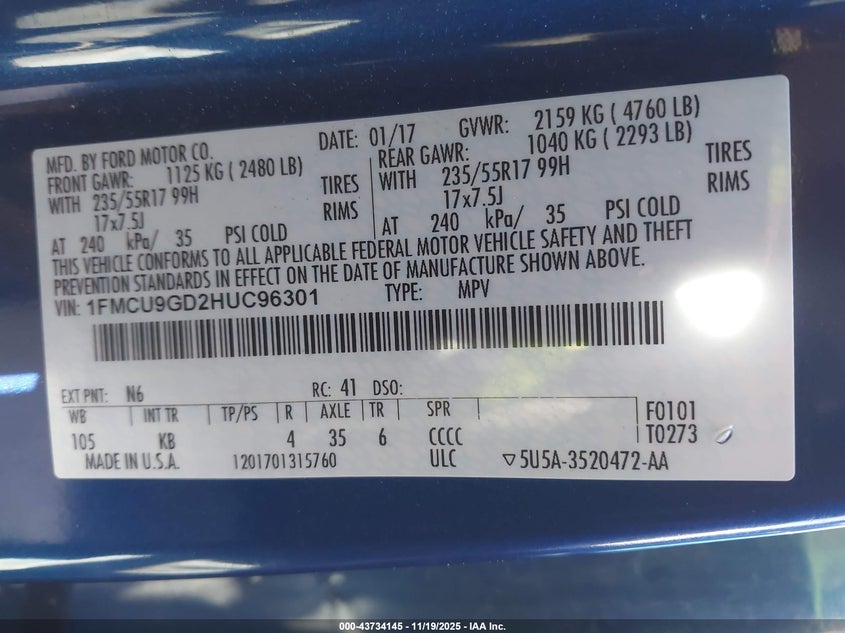 MFD. BY FORD MOTOR CO. DATE: 01/17 GVWR: 2159 KG ( 4760 LB)
FRONT GAWR: 1125 KG ( 2480 LB) REAR GAWR: 1040 KG ( 2293 LB)
WITH 235/55R17 99H TIRES WITH 235/55R17 99H TIRES
17x7.5J RIMS 17x7.5J RIMS
AT 240 kPa/ 35 PSI COLD AT 240 kPa/ 35 PSI COLD
THIS VEHICLE CONFORMS TO ALL APPLICABLE FEDERAL MOTOR VEHICLE SAFETY AND THEFT
PREVENTION STANDARDS IN EFFECT ON THE DATE OF MANUFACTURE SHOWN ABOVE.
VIN: 1FMCU9GD2HUC96301 TYPE: MPV
EXT PNT: N6 RC: 41 DSO:
WB INT TR TP/PS R AXLE TR SPR F0101
105 KB 4 35 6 CCCC T0273
MADE IN U.S.A. 1201701315760 ULC ▽5U5A-3520472-AA
000-43734145 - 11/19/2025 - IAA Inc.